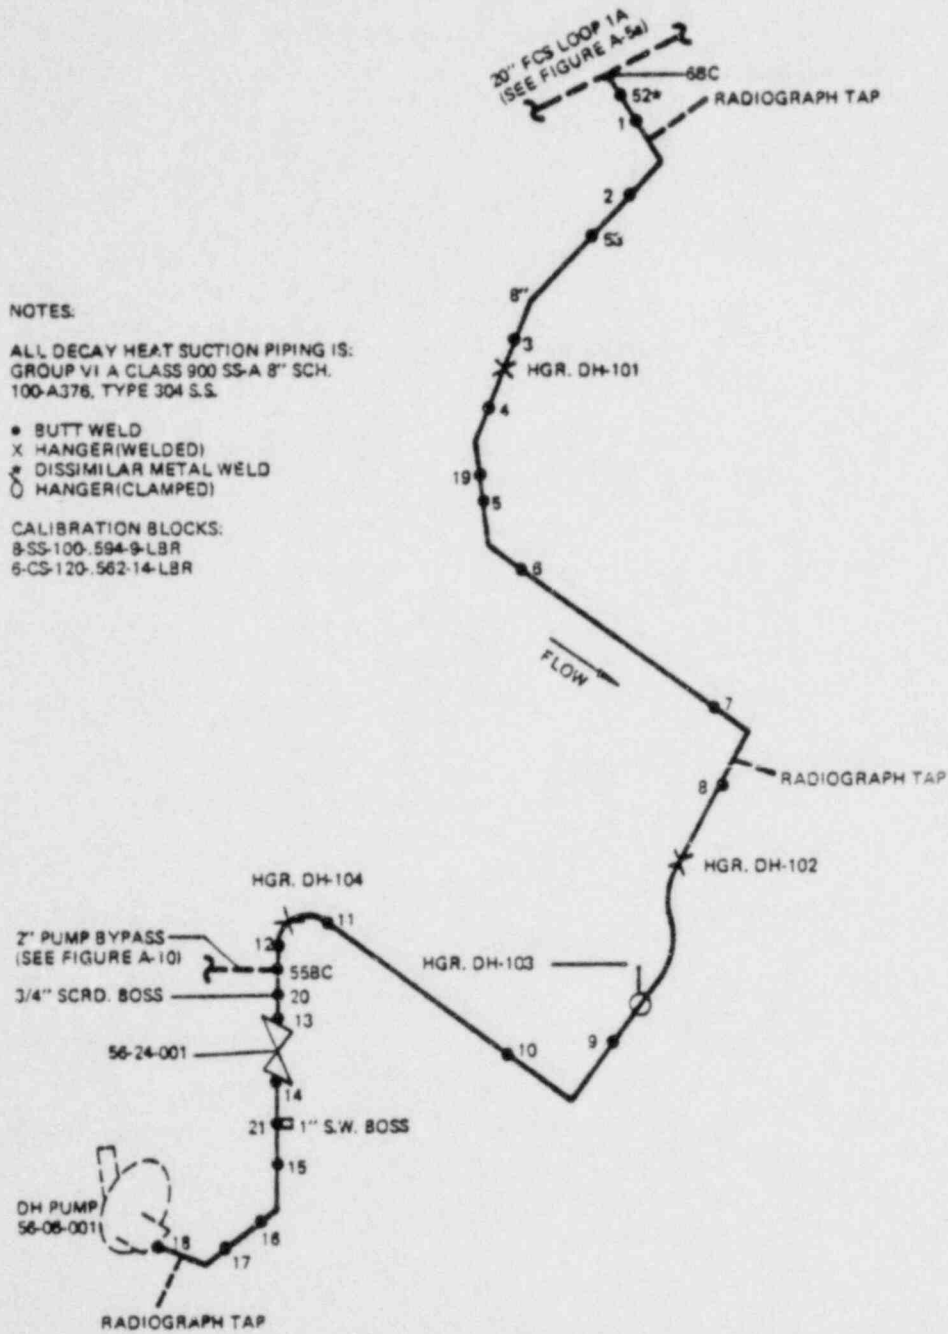 20" FCS LOOP 1A
(SEE FIGURE A-5a)
68C
52*
1
RADIOGRAPH TAP
2
53
8"
3
HGR. DH-101
4
19
5
6
NOTES:
ALL DECAY HEAT SUCTION PIPING IS:
GROUP VI A CLASS 900 SS-A 8" SCH.
100-A376, TYPE 304 S.S.
• BUTT WELD
X HANGER(WELDED)
* DISSIMILAR METAL WELD
O HANGER(CLAMPED)
CALIBRATION BLOCKS:
8-SS-100-.594-9-LBR
6-CS-120-.562-14-LBR
FLOW
7
RADIOGRAPH TAP
8
HGR. DH-102
HGR. DH-104
11
12
2" PUMP BYPASS
(SEE FIGURE A-10)
55BC
HGR. DH-103
3/4" SCRD. BOSS
20
13
9
56-24-001
10
14
21
1" S.W. BOSS
15
DH PUMP
56-06-001
16
17
18
RADIOGRAPH TAP